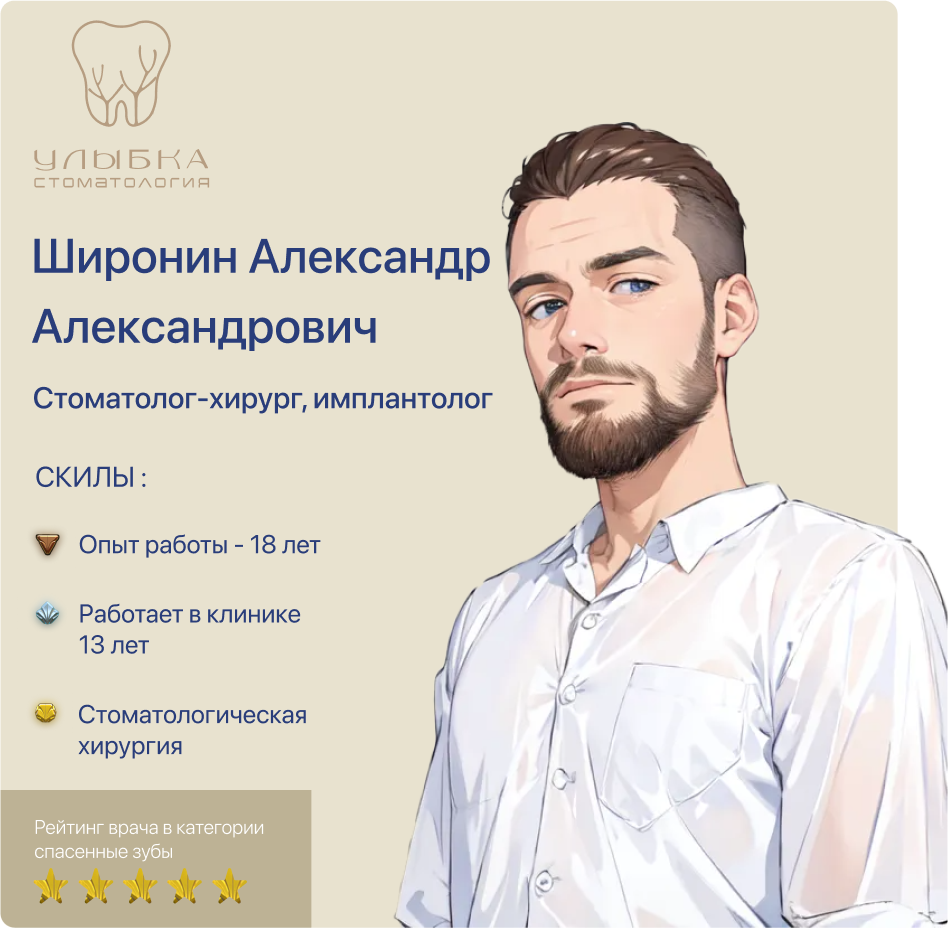 УЛЫБКА
СТОМАТОЛОГИЯ
Широнин Александр
Александрович
Стоматолог-хирург, имплантолог
СКИЛЫ :
Опыт работы - 18 лет
Работает в клинике
13 лет
Стоматологическая
хирургия
Рейтинг врача в категории
спасенные зубы